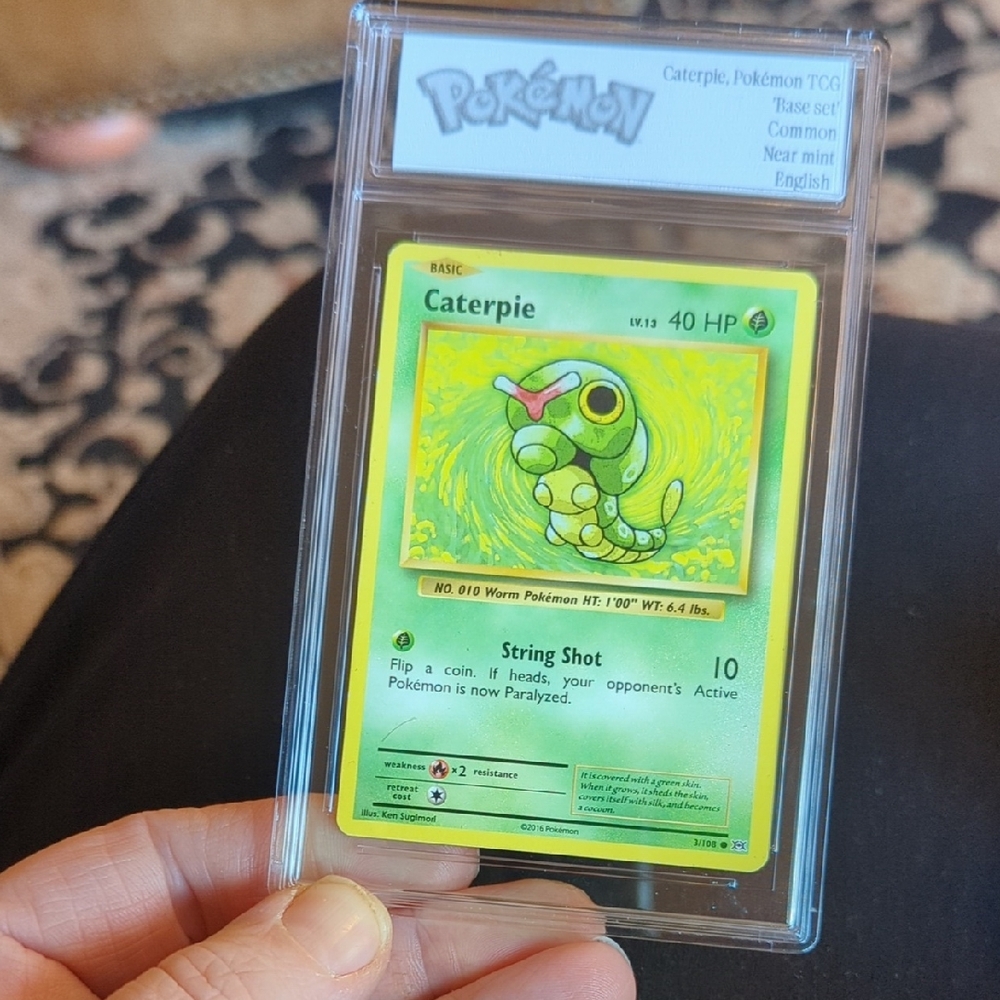 POKéMON
Caterpie, Pokémon TCG
'Base set'
Common
Near mint
English
BASIC
Caterpie
LV.13 40 HP
NO. 010 Worm Pokémon HT: 1'00" WT: 6.4 lbs.
String Shot 10
Flip a coin. If heads, your opponent's Active
Pokémon is now Paralyzed.
weakness x2 resistance
retreat
cost
It is covered with a green skin.
When it grows, it sheds the skin,
covers itself with silk, and becomes
a cocoon.
Illus. Ken Sugimori
©2016 Pokémon
3/108